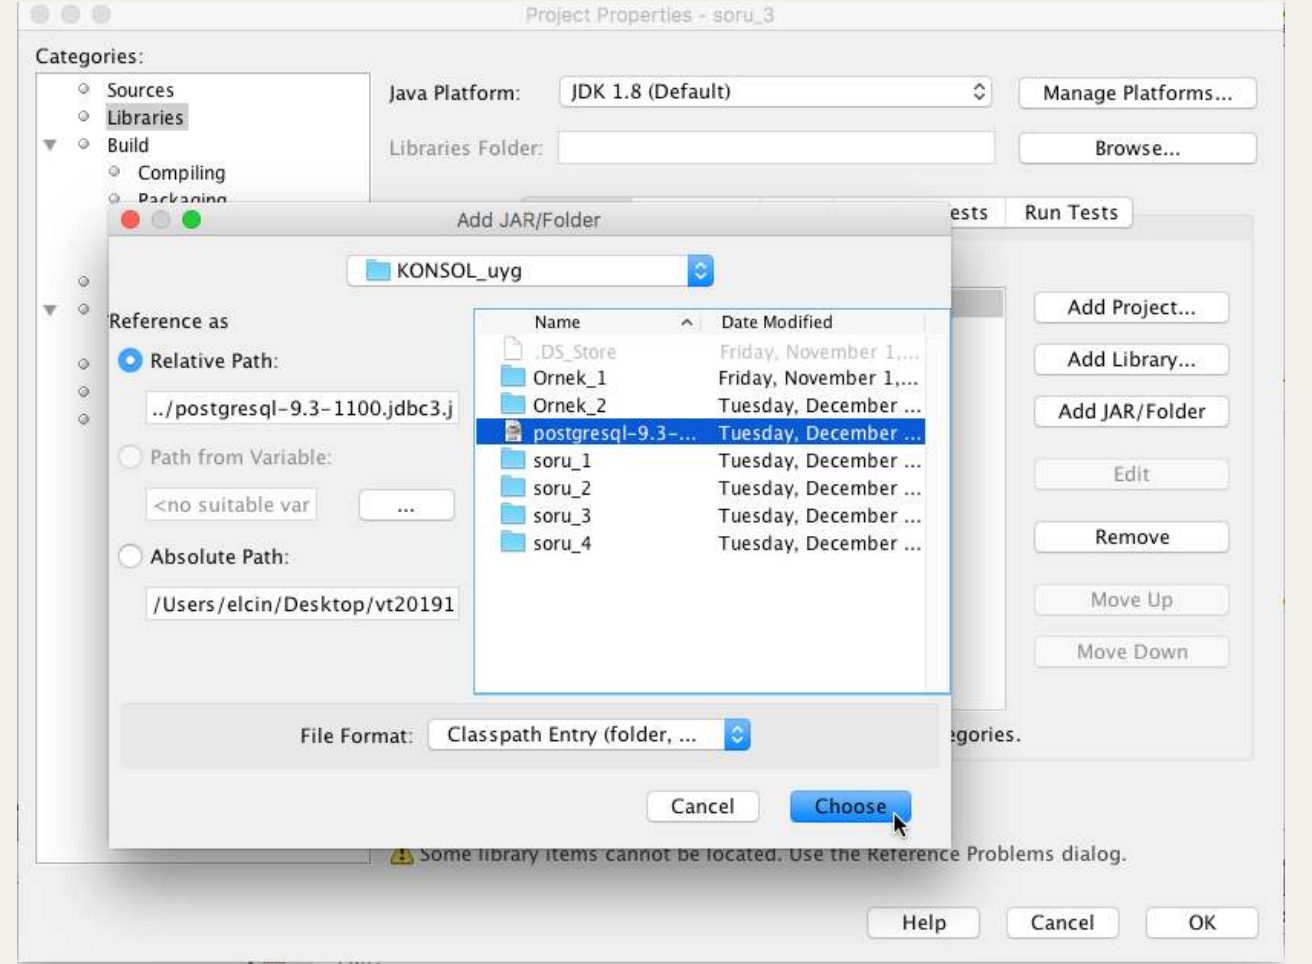 Project Properties - soru_3
Categories:
Sources
Libraries
Build
Compiling
Packaging
Java Platform:
JDK 1.8 (Default)
Manage Platforms...
Libraries Folder:
Browse...
ests
Run Tests
Add JAR/Folder
KONSOL_uyg
Reference as
Relative Path:
../postgresql-9.3-1100.jdbc3.j
Path from Variable:
<no suitable var
...
Absolute Path:
/Users/elcin/Desktop/vt20191
Name Date Modified
.DS_Store Friday, November 1,...
Ornek_1 Friday, November 1,...
Ornek_2 Tuesday, December ...
postgresql-9.3-... Tuesday, December ...
soru_1 Tuesday, December ...
soru_2 Tuesday, December ...
soru_3 Tuesday, December ...
soru_4 Tuesday, December ...
File Format:
Classpath Entry (folder, ...
Cancel
Choose
Add Project...
Add Library...
Add JAR/Folder
Edit
Remove
Move Up
Move Down
egories.
Some library items cannot be located. Use the Reference Problems dialog.
Help
Cancel
OK